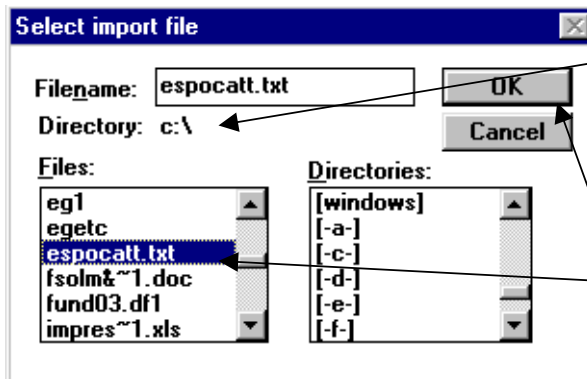 Select import file
Filename: espocatt.txt OK
Directory: c:\ Cancel
Files: Directories:
eg1 [windows]
egetc [-a-]
espocatt.txt [-c-]
fsolm&~1.doc [-d-]
fund03.df1 [-e-]
impres~1.xls [-f-]